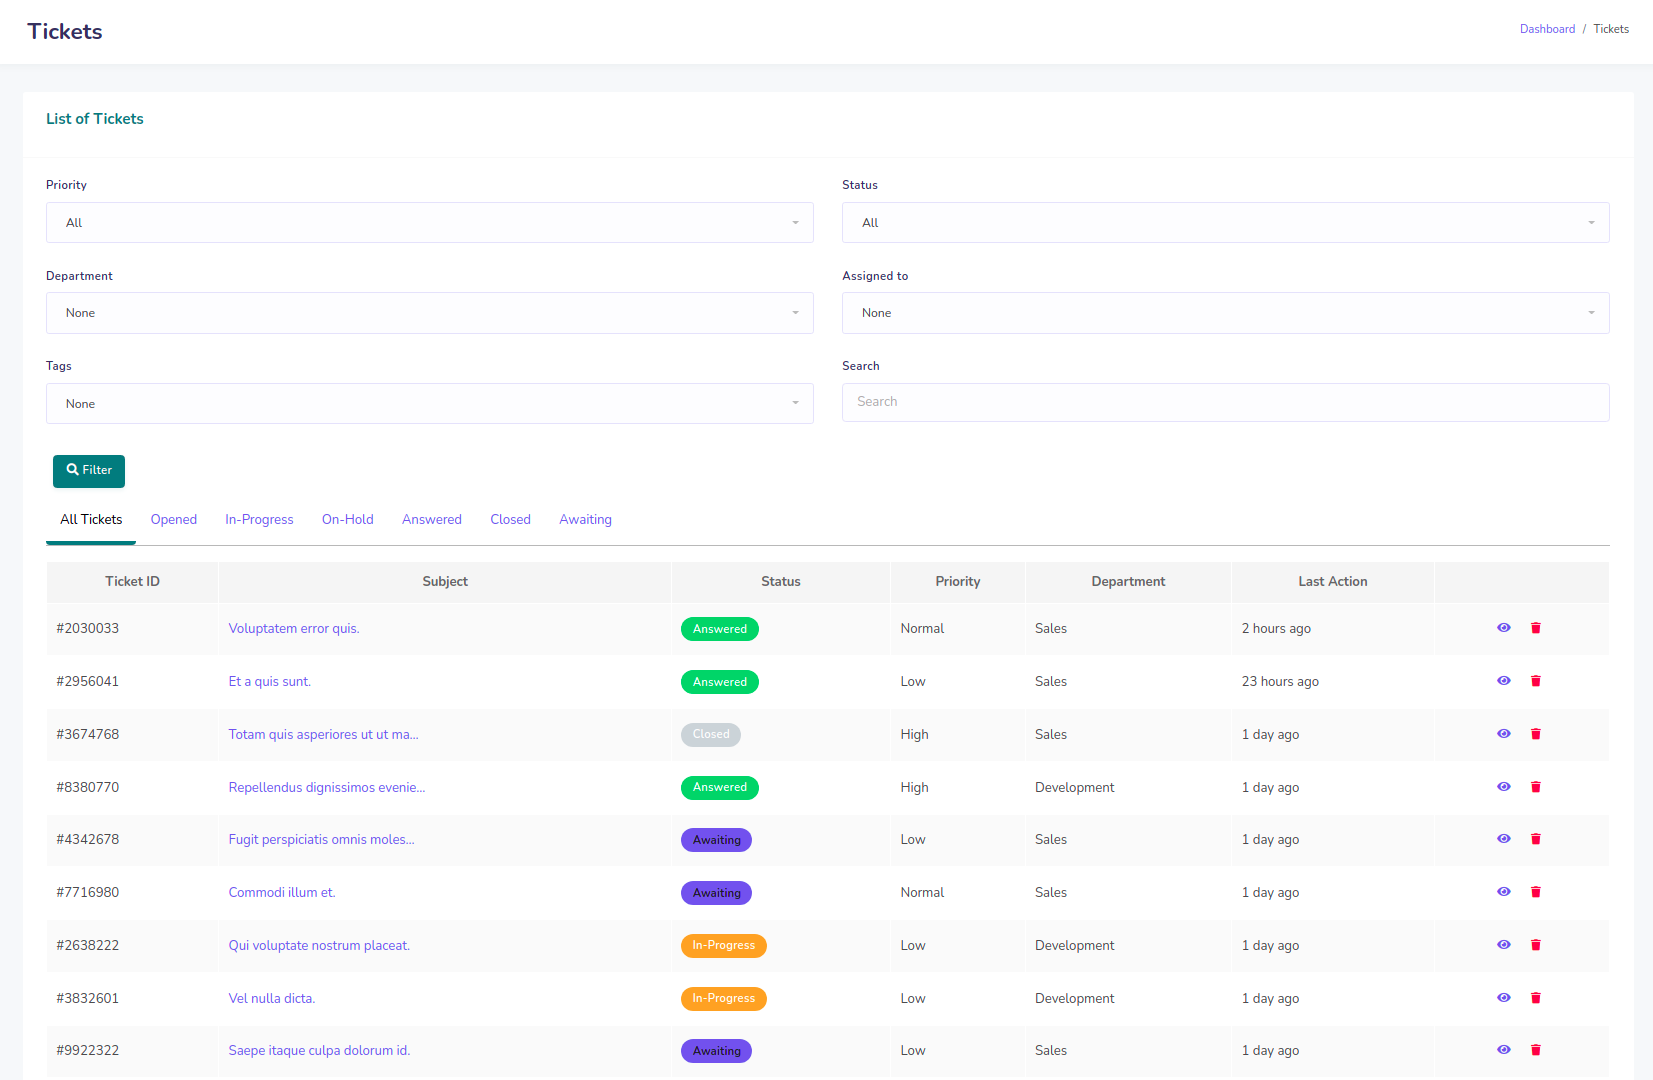 Tickets
Dashboard / Tickets
List of Tickets
Priority Status
All All
Department Assigned to
None None
Tags Search
None Search
Filter
All Tickets Opened In-Progress On-Hold Answered Closed Awaiting
Ticket ID Subject Status Priority Department Last Action
#2030033 Voluptatem error quis. Answered Normal Sales 2 hours ago
#2956041 Et a quis sunt. Answered Low Sales 23 hours ago
#3674768 Totam quis asperiores ut ut ma... Closed High Sales 1 day ago
#8380770 Repellendus dignissimos evenie... Answered High Development 1 day ago
#4342678 Fugit perspiciatis omnis moles... Awaiting Low Sales 1 day ago
#7716980 Commodi illum et. Awaiting Normal Sales 1 day ago
#2638222 Qui voluptate nostrum placeat. In-Progress Low Development 1 day ago
#3832601 Vel nulla dicta. In-Progress Low Development 1 day ago
#9922322 Saepe itaque culpa dolorum id. Awaiting Low Sales 1 day ago